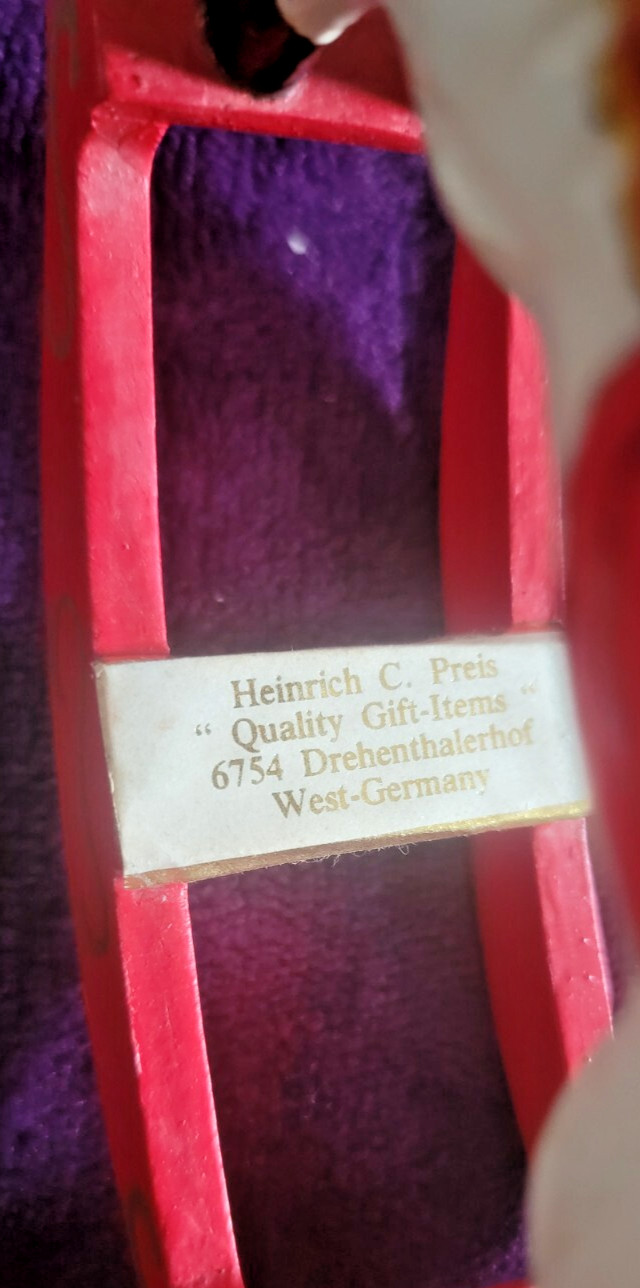 Heinrich C. Preis
“ Quality Gift-Items “
6754 Drehenthalerhof
West-Germany